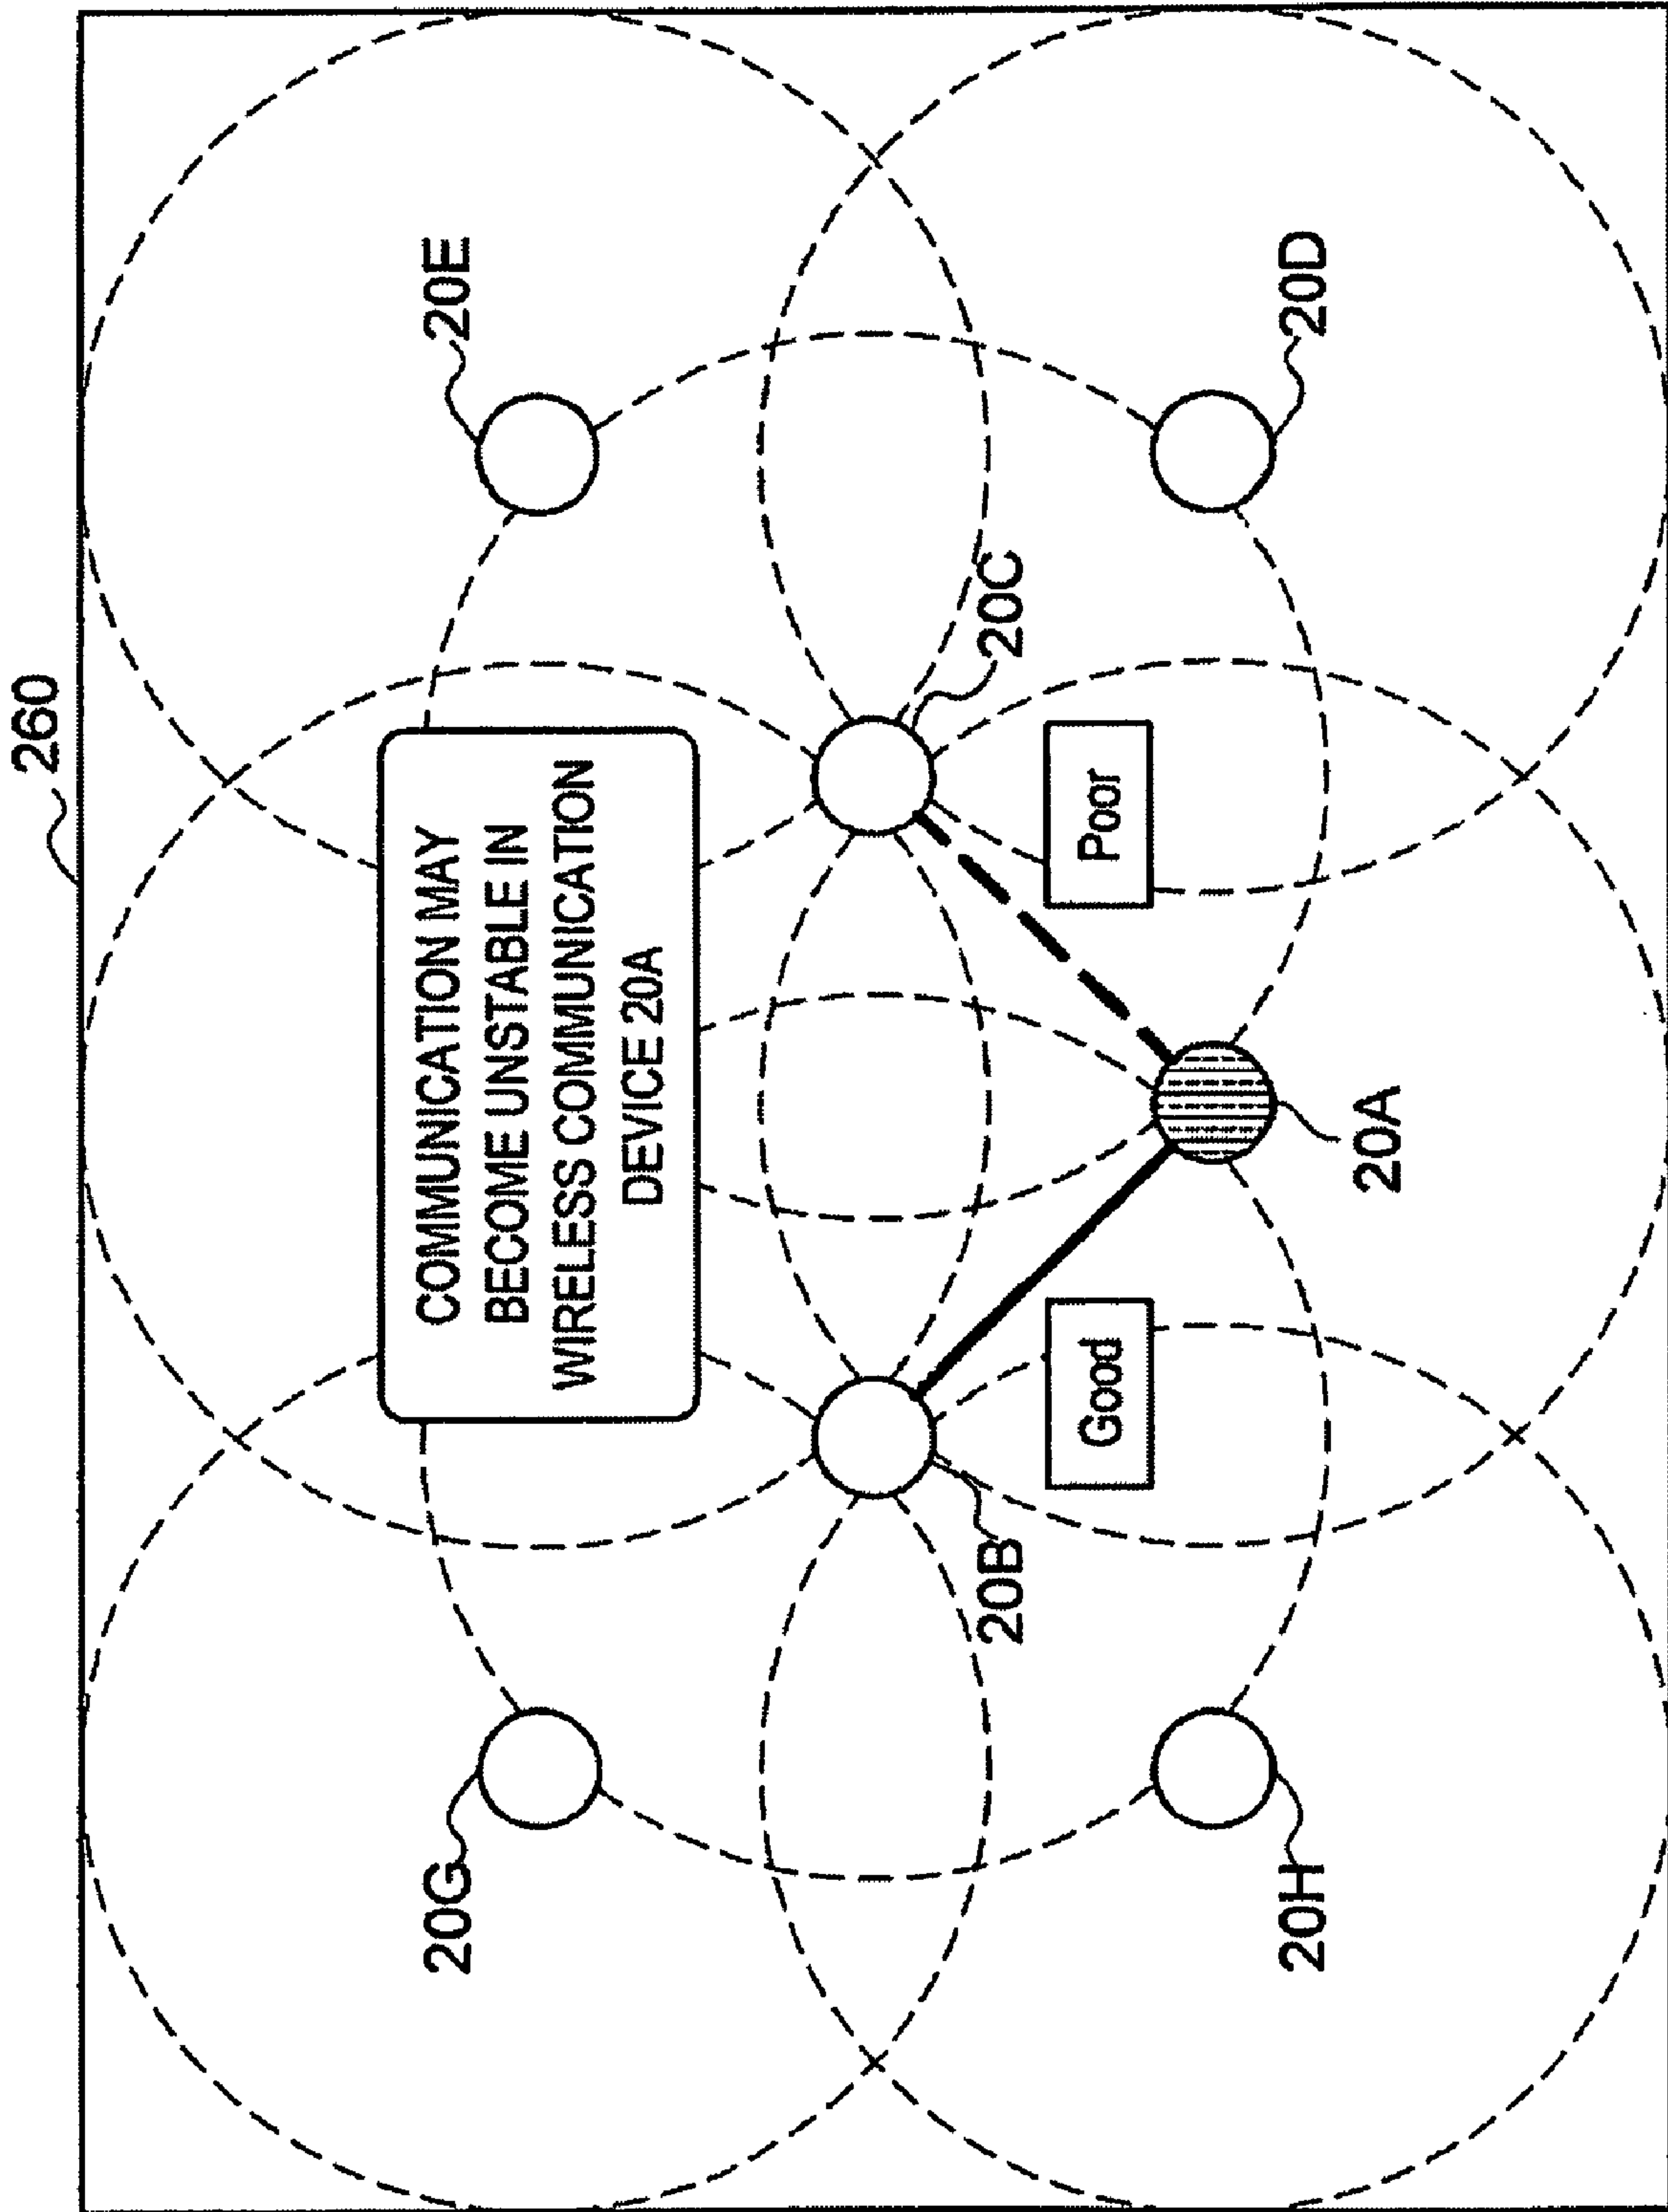 260
20G
COMMUNICATION MAY
BECOME UNSTABLE IN
WIRELESS COMMUNICATION
DEVICE 20A
20E
20B
20C
Good
Poor
20H
20A
20D